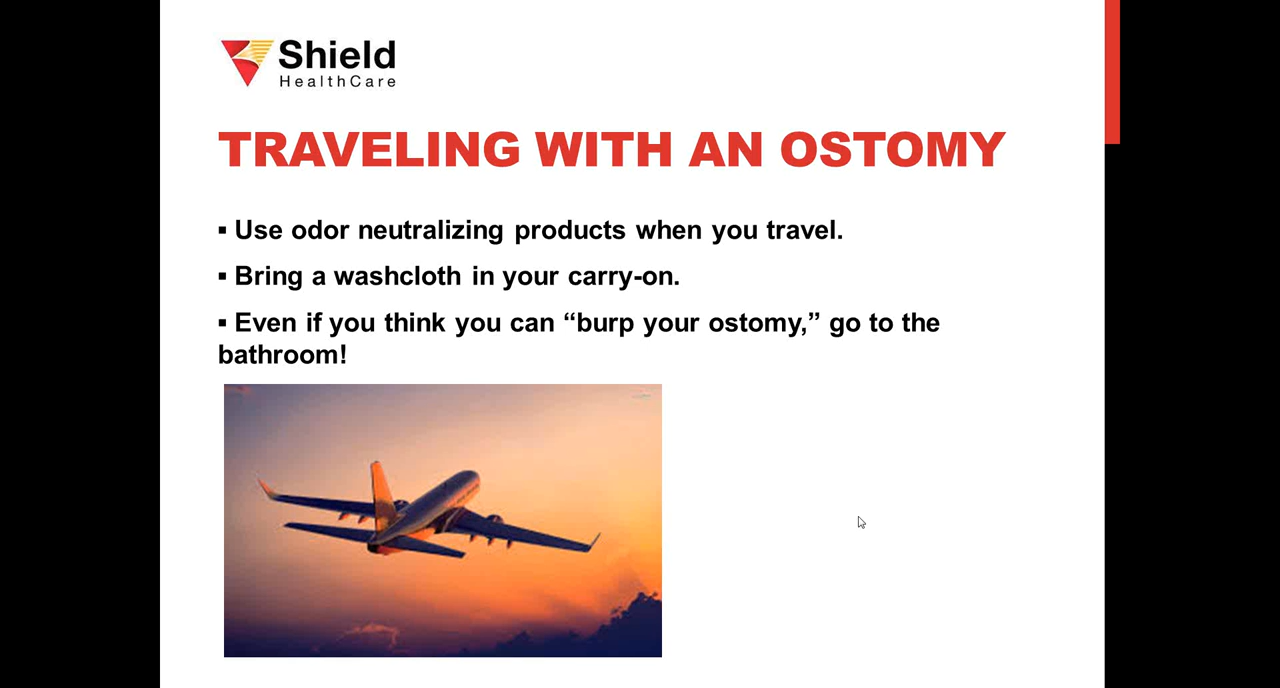 Shield
HealthCare
TRAVELING WITH AN OSTOMY
▪ Use odor neutralizing products when you travel.
▪ Bring a washcloth in your carry-on.
▪ Even if you think you can “burp your ostomy,” go to the
bathroom!